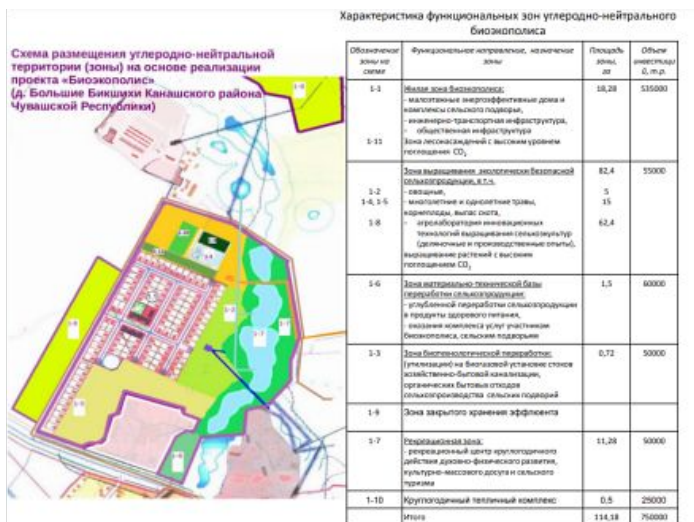 Характеристика функциональных зон углеродно-нейтрального
биоэкополиса
Схема размещения углеродно-нейтральной
территории (зоны) на основе реализации
проекта «Биоэкополис»
(д. Большие Бикшихи Канашского района
Чувашской Республики)
Обозначение
зоны на
схеме
Функциональное направление, назначение
зоны
Площадь
зоны,
га
Объем
инвестици
й, т.р.
1-1
Жилая зона биоэкополиса:
- малоэтажные энергоэффективные дома и
комплексы сельского подворья,
- инженерно-транспортная инфраструктура,
- общественная инфраструктура
18,28
535000
1-11
Зона лесонасаждений с высоким уровнем
поглощения CO2
Зона выращивания экологически безопасной
сельхозпродукции, в т.ч.
82,4
55000
1-2
- овощные,
5
1-4, 1-5
- многолетние и однолетние травы,
корнеплоды, выпас скота,
15
1-8
- агролаборатория инновационных
технологий выращивания сельхозкультур
(деляночные и производственные опыты),
выращивание растений с высоким
поглощением CO2
62,4
1-6
Зона материально-технической базы
переработки сельхозпродукции:
- углубленной переработки сельхозпродукции
в продукты здорового питания,
- оказания комплекса услуг участникам
биоэкополиса, сельским подворьям
1,5
60000
1-3
Зона биотехнологической переработки:
(утилизации) на биогазовой установке стоков
хозяйственно-бытовой канализации,
органических бытовых отходов
сельхозпроизводства сельских подворий
0,72
50000
1-9
Зона закрытого хранения эффлюента
1-7
Рекреационная зона:
- рекреационный центр круглогодичного
действия духовно-физического развития,
культурно-массового досуга и сельского
туризма
11,28
50000
1-10
Круглогодичный тепличный комплекс
0,5
25000
Итого
114,18
750000
1-7
1-7